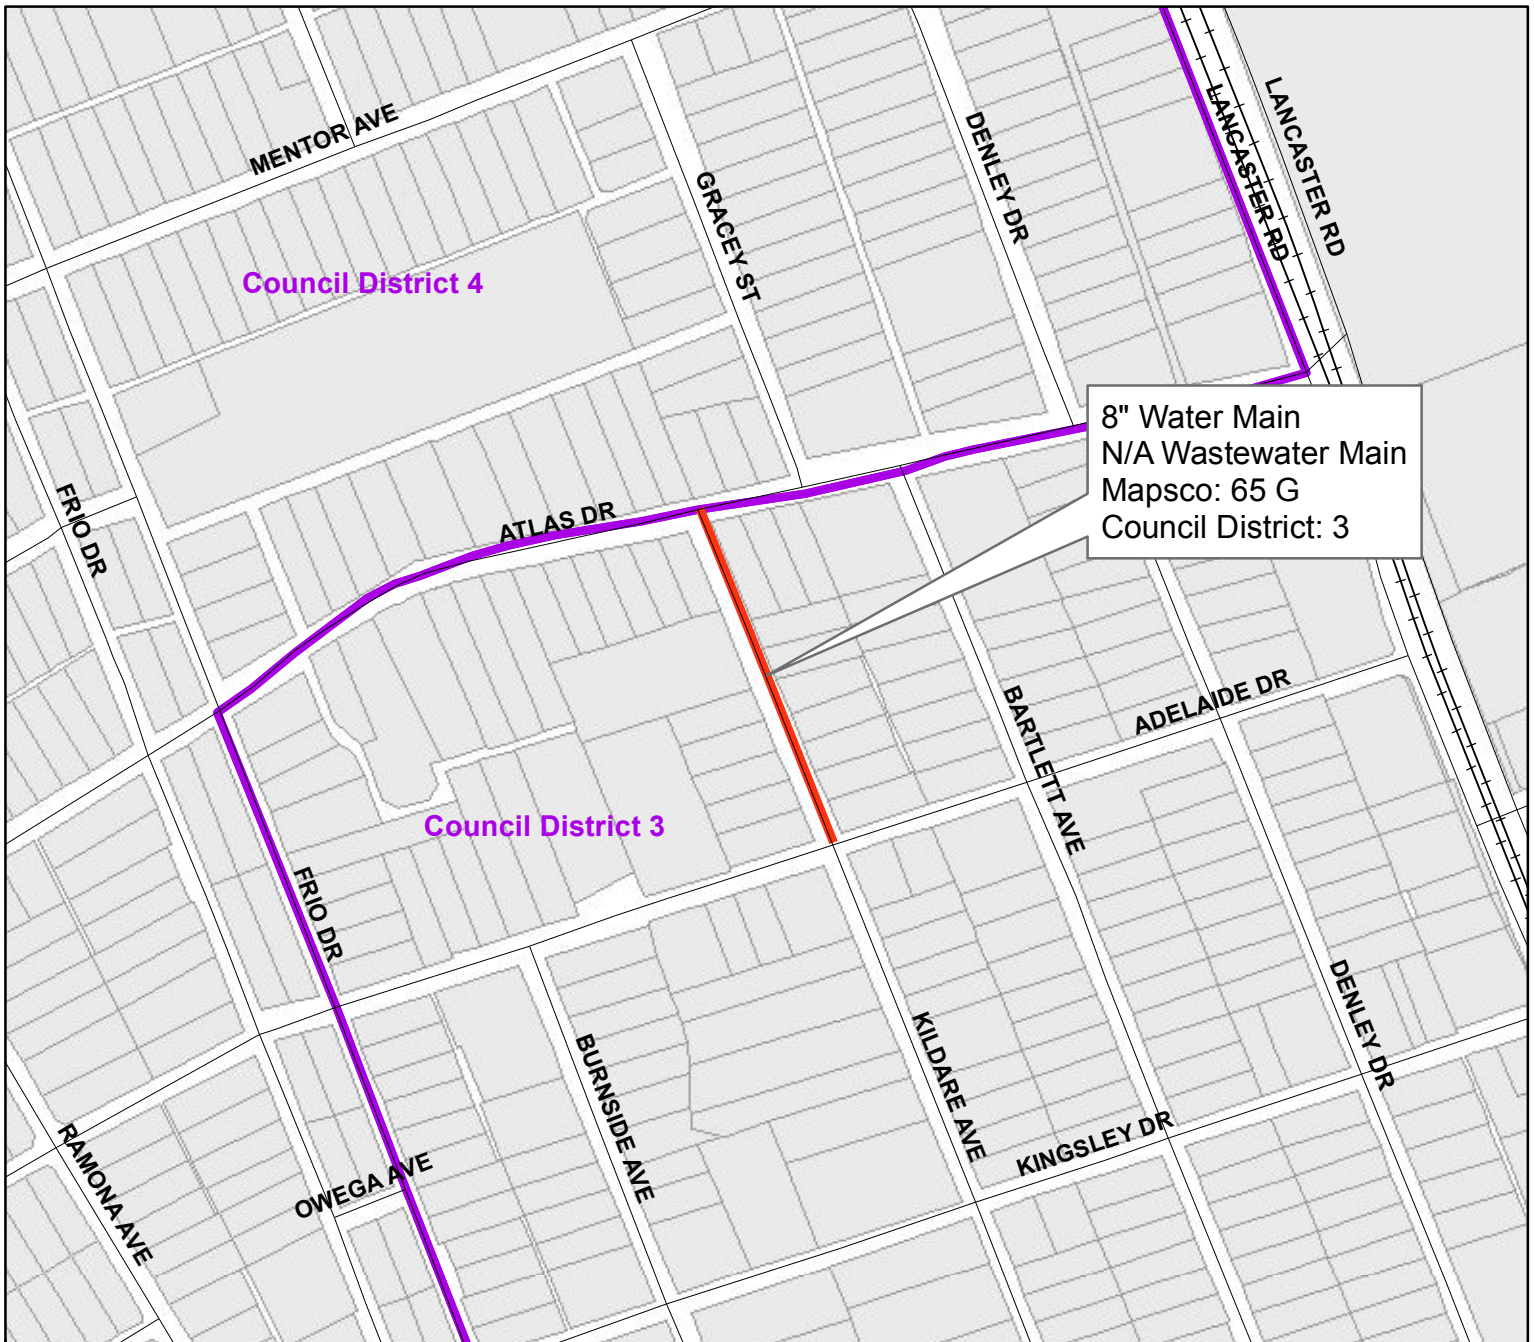 MENTOR AVE
LANCASTER RD
LANCASTER RD
DENLEY DR
GRACEY ST
Council District 4
8" Water Main
N/A Wastewater Main
Mapsco: 65 G
Council District: 3
FRIO DR
ATLAS DR
ADELAIDE DR
BARTLETT AVE
Council District 3
FRIO DR
DENLEY DR
KILDARE AVE
BURNSIDE AVE
KINGSLEY DR
RAMONA AVE
OWEGA AVE